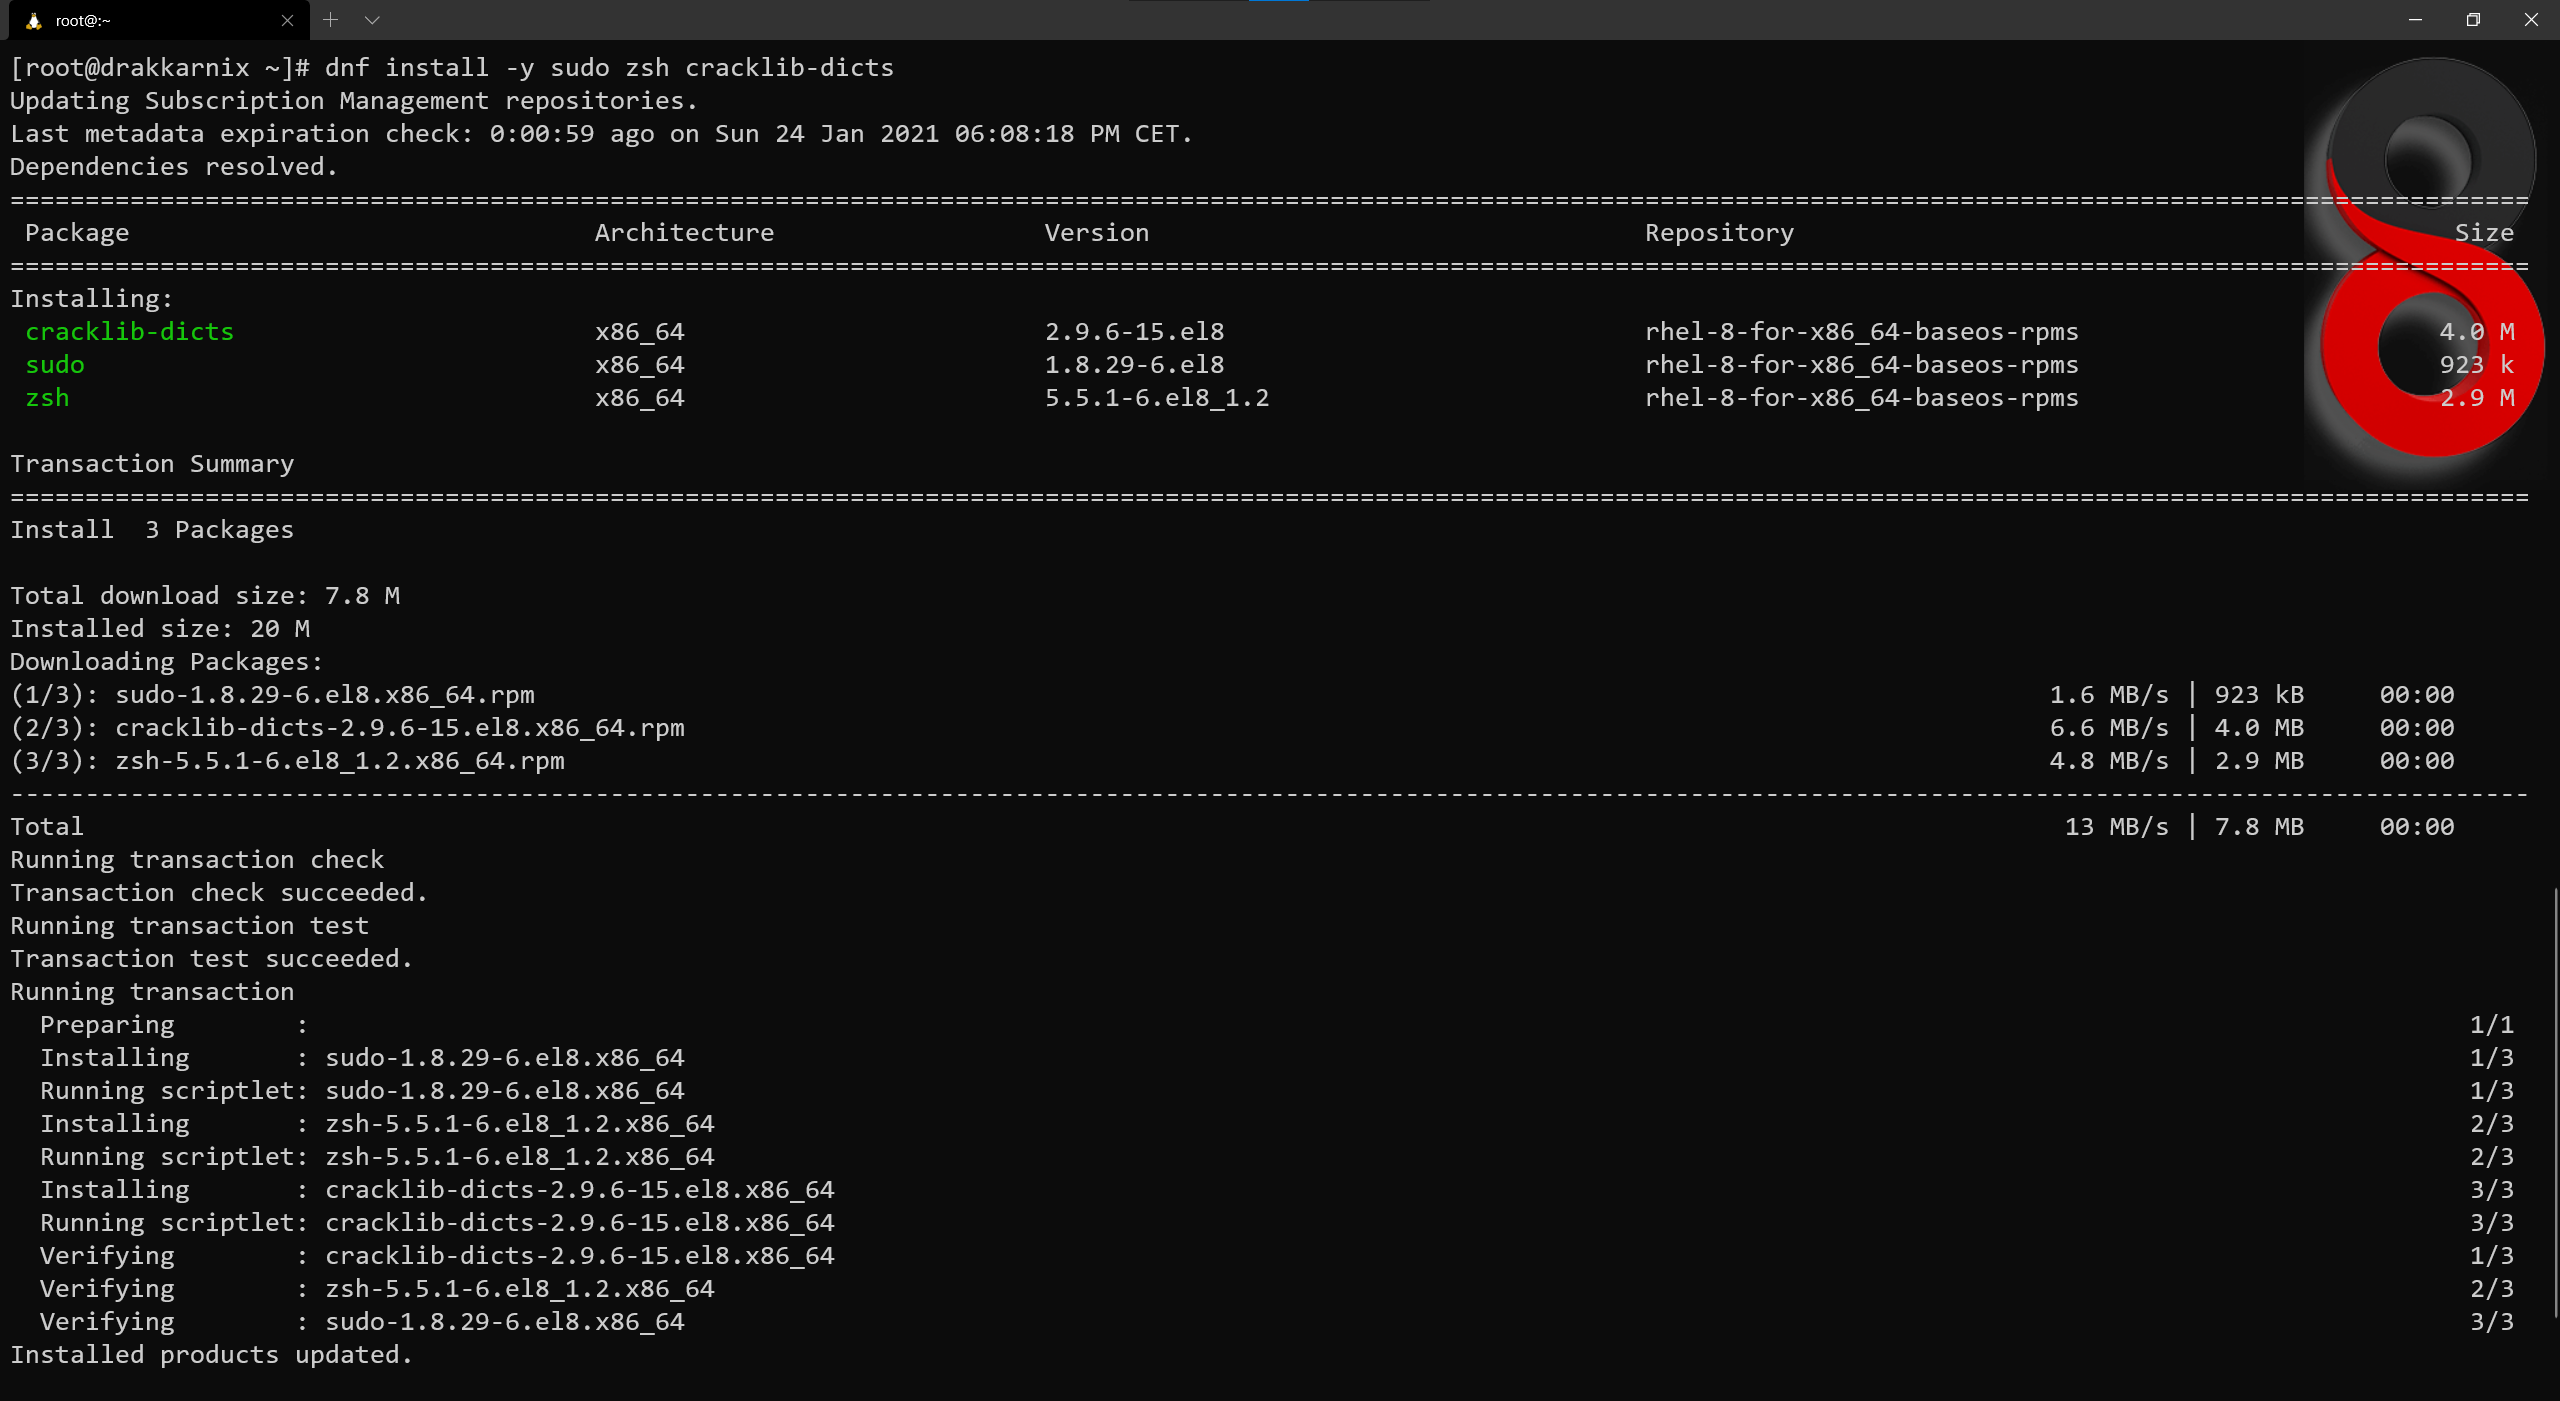 root@:~
[root@drakkarnix ~]# dnf install -y sudo zsh cracklib-dicts
Updating Subscription Management repositories.
Last metadata expiration check: 0:00:59 ago on Sun 24 Jan 2021 06:08:18 PM CET.
Dependencies resolved.
================================================================================================================================================================================
Package Architecture Version Repository Size
================================================================================================================================================================================
Installing:
cracklib-dicts x86_64 2.9.6-15.el8 rhel-8-for-x86_64-baseos-rpms 4.0 M
sudo x86_64 1.8.29-6.el8 rhel-8-for-x86_64-baseos-rpms 923 k
zsh x86_64 5.5.1-6.el8_1.2 rhel-8-for-x86_64-baseos-rpms 2.9 M
Transaction Summary
================================================================================================================================================================================
Install  3 Packages
Total download size: 7.8 M
Installed size: 20 M
Downloading Packages:
(1/3): sudo-1.8.29-6.el8.x86_64.rpm 1.6 MB/s | 923 kB 00:00
(2/3): cracklib-dicts-2.9.6-15.el8.x86_64.rpm 6.6 MB/s | 4.0 MB 00:00
(3/3): zsh-5.5.1-6.el8_1.2.x86_64.rpm 4.8 MB/s | 2.9 MB 00:00
--------------------------------------------------------------------------------------------------------------------------------------------------------------------------------
Total 13 MB/s | 7.8 MB 00:00
Running transaction check
Transaction check succeeded.
Running transaction test
Transaction test succeeded.
Running transaction
Preparing : 1/1
Installing : sudo-1.8.29-6.el8.x86_64 1/3
Running scriptlet: sudo-1.8.29-6.el8.x86_64 1/3
Installing : zsh-5.5.1-6.el8_1.2.x86_64 2/3
Running scriptlet: zsh-5.5.1-6.el8_1.2.x86_64 2/3
Installing : cracklib-dicts-2.9.6-15.el8.x86_64 3/3
Running scriptlet: cracklib-dicts-2.9.6-15.el8.x86_64 3/3
Verifying : cracklib-dicts-2.9.6-15.el8.x86_64 1/3
Verifying : zsh-5.5.1-6.el8_1.2.x86_64 2/3
Verifying : sudo-1.8.29-6.el8.x86_64 3/3
Installed products updated.